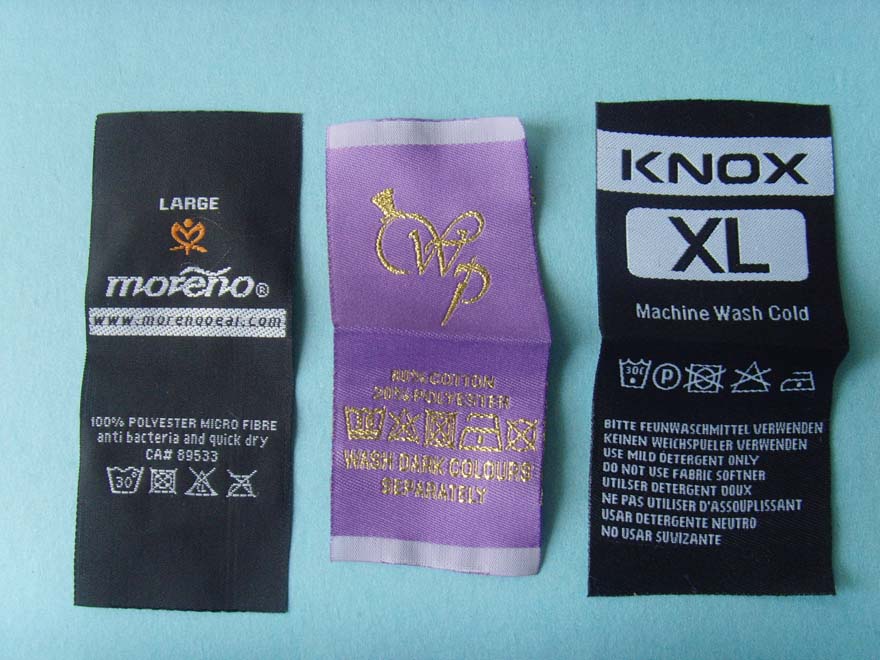 LARGE
moreno®
www.morenogear.com
100% POLYESTER MICRO FIBRE
anti bacteria and quick dry
CA# 89533
30°
WP
80% COTTON
20% POLYESTER
30
WASH DARK COLOURS
SEPARATELY
KNOX
XL
Machine Wash Cold
30C P
BITTE FEUNWASCHMITTEL VERWENDEN
KEINEN WEICHSPUELER VERWENDEN
USE MILD DETERGENT ONLY
DO NOT USE FABRIC SOFTNER
UTILSER DETERGENT DOUX
NE PAS UTILISER D'ASSOUPLISSANT
USAR DETERGENTE NEUTRO
NO USAR SUVIZANTE